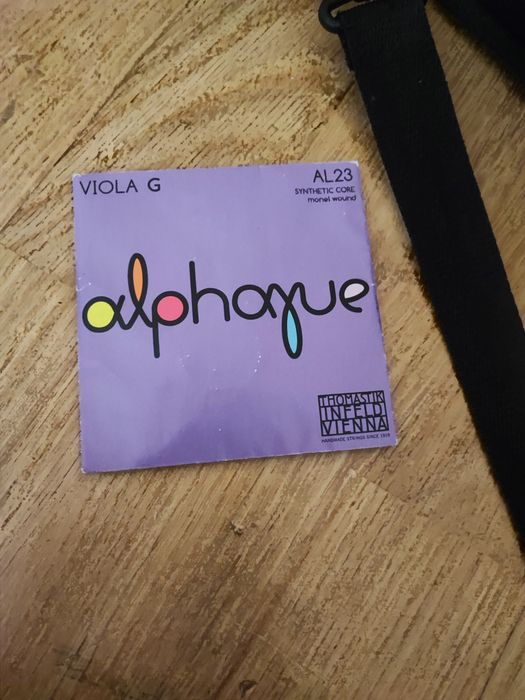 VIOLA G
AL23
SYNTHETIC CORE
monel wound
alphayue
THOMASTIK
INFELD
VIENNA
HANDMADE STRINGS SINCE 1919